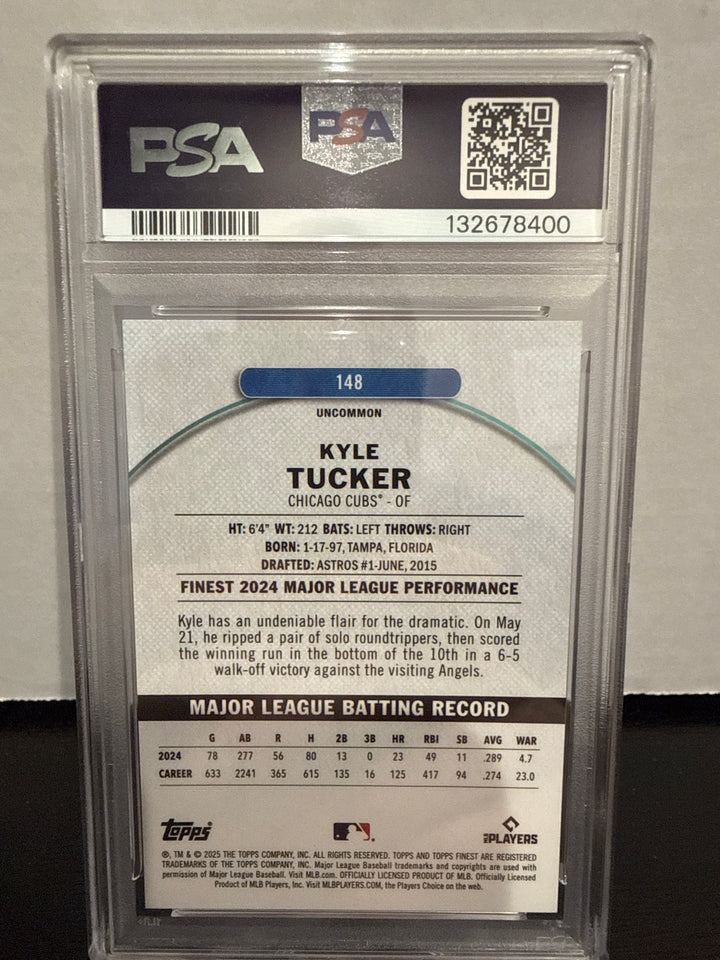 PSA
PSA
132678400
148
UNCOMMON
KYLE
TUCKER
CHICAGO CUBS® - OF
HT: 6'4" WT: 212 BATS: LEFT THROWS: RIGHT
BORN: 1-17-97, TAMPA, FLORIDA
DRAFTED: ASTROS #1-JUNE, 2015
FINEST 2024 MAJOR LEAGUE PERFORMANCE
Kyle has an undeniable flair for the dramatic. On May
21, he ripped a pair of solo roundtrippers, then scored
the winning run in the bottom of the 10th in a 6-5
walk-off victory against the visiting Angels.
MAJOR LEAGUE BATTING RECORD
G AB R H 2B 3B HR RBI SB AVG WAR
2024 78 277 56 80 13 0 23 49 11 .289 4.7
CAREER 633 2241 365 615 135 16 125 417 94 .274 23.0
topps®
PLAYERS
®, TM & © 2025 THE TOPPS COMPANY, INC. ALL RIGHTS RESERVED. TOPPS AND TOPPS FINEST ARE REGISTERED
TRADEMARKS OF THE TOPPS COMPANY, INC. Major League Baseball trademarks and copyrights are used with
permission of Major League Baseball. Visit MLB.com. OFFICIALLY LICENSED PRODUCT OF MLB. Officially Licensed
Product of MLB Players, Inc. Visit MLBPLAYERS.COM, the Players Choice on the web.